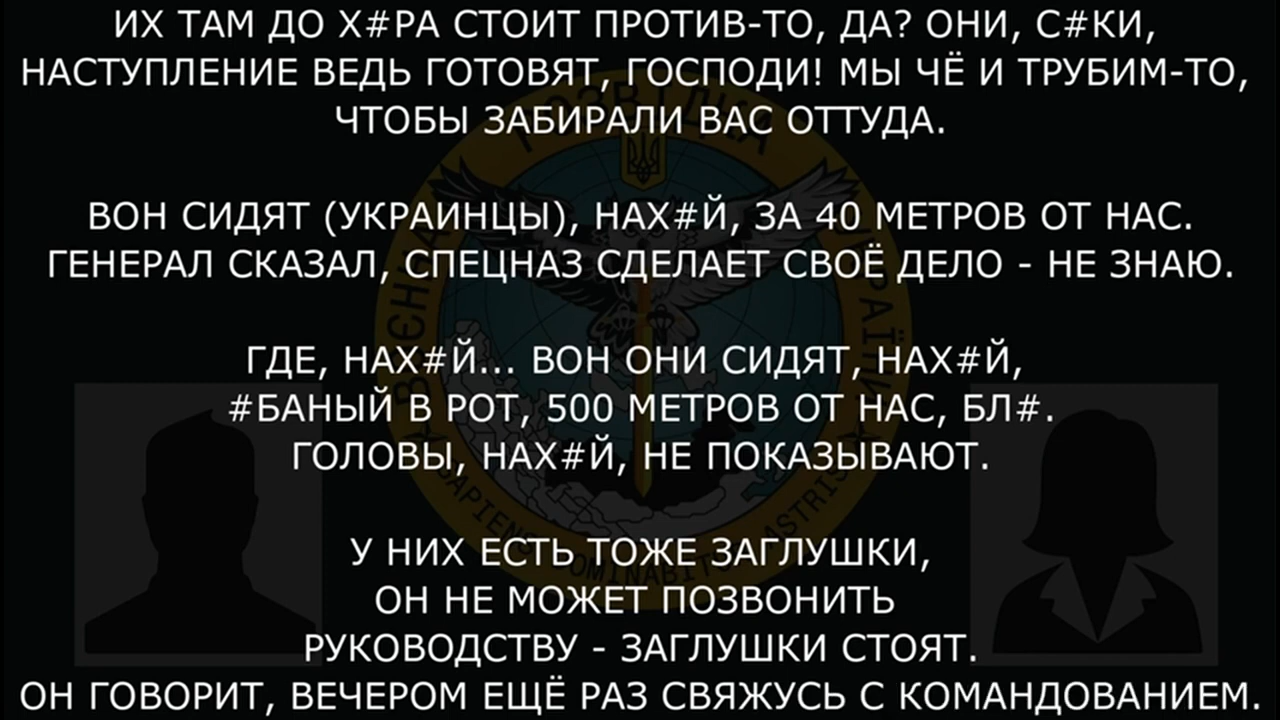 ИХ ТАМ ДО Х#РА СТОИТ ПРОТИВ-ТО, ДА? ОНИ, С#КИ,
НАСТУПЛЕНИЕ ВЕДЬ ГОТОВЯТ, ГОСПОДИ! МЫ ЧЁ И ТРУБИМ-ТО,
ЧТОБЫ ЗАБИРАЛИ ВАС ОТТУДА.
ВОН СИДЯТ (УКРАИНЦЫ), НАХ#Й, ЗА 40 МЕТРОВ ОТ НАС.
ГЕНЕРАЛ СКАЗАЛ, СПЕЦНАЗ СДЕЛАЕТ СВОЁ ДЕЛО - НЕ ЗНАЮ.
ГДЕ, НАХ#Й... ВОН ОНИ СИДЯТ, НАХ#Й,
#БАНЫЙ В РОТ, 500 МЕТРОВ ОТ НАС, БЛ#.
ГОЛОВЫ, НАХ#Й, НЕ ПОКАЗЫВАЮТ.
У НИХ ЕСТЬ ТОЖЕ ЗАГЛУШКИ,
ОН НЕ МОЖЕТ ПОЗВОНИТЬ
РУКОВОДСТВУ - ЗАГЛУШКИ СТОЯТ.
ОН ГОВОРИТ, ВЕЧЕРОМ ЕЩЁ РАЗ СВЯЖУСЬ С КОМАНДОВАНИЕМ.